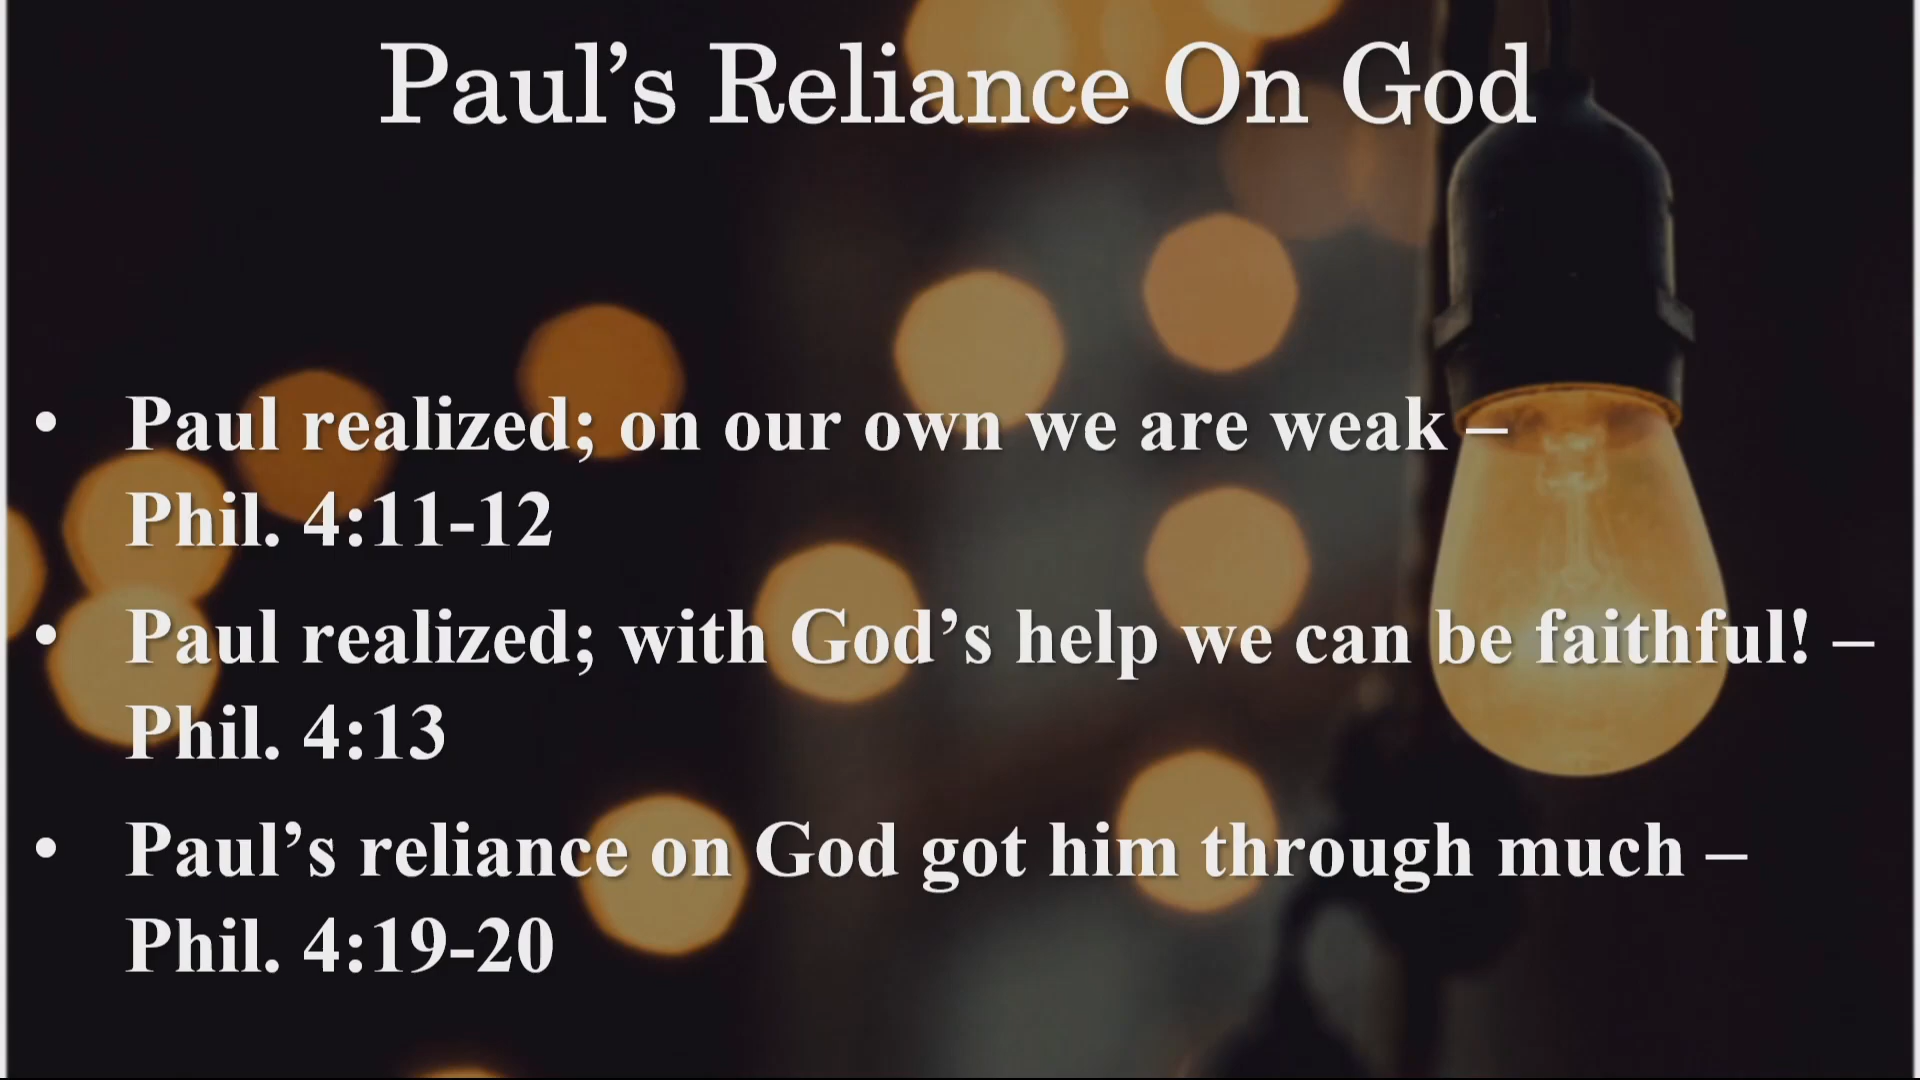 Paul’s Reliance On God
• Paul realized; on our own we are weak –
Phil. 4:11-12
• Paul realized; with God’s help we can be faithful! –
Phil. 4:13
• Paul’s reliance on God got him through much –
Phil. 4:19-20